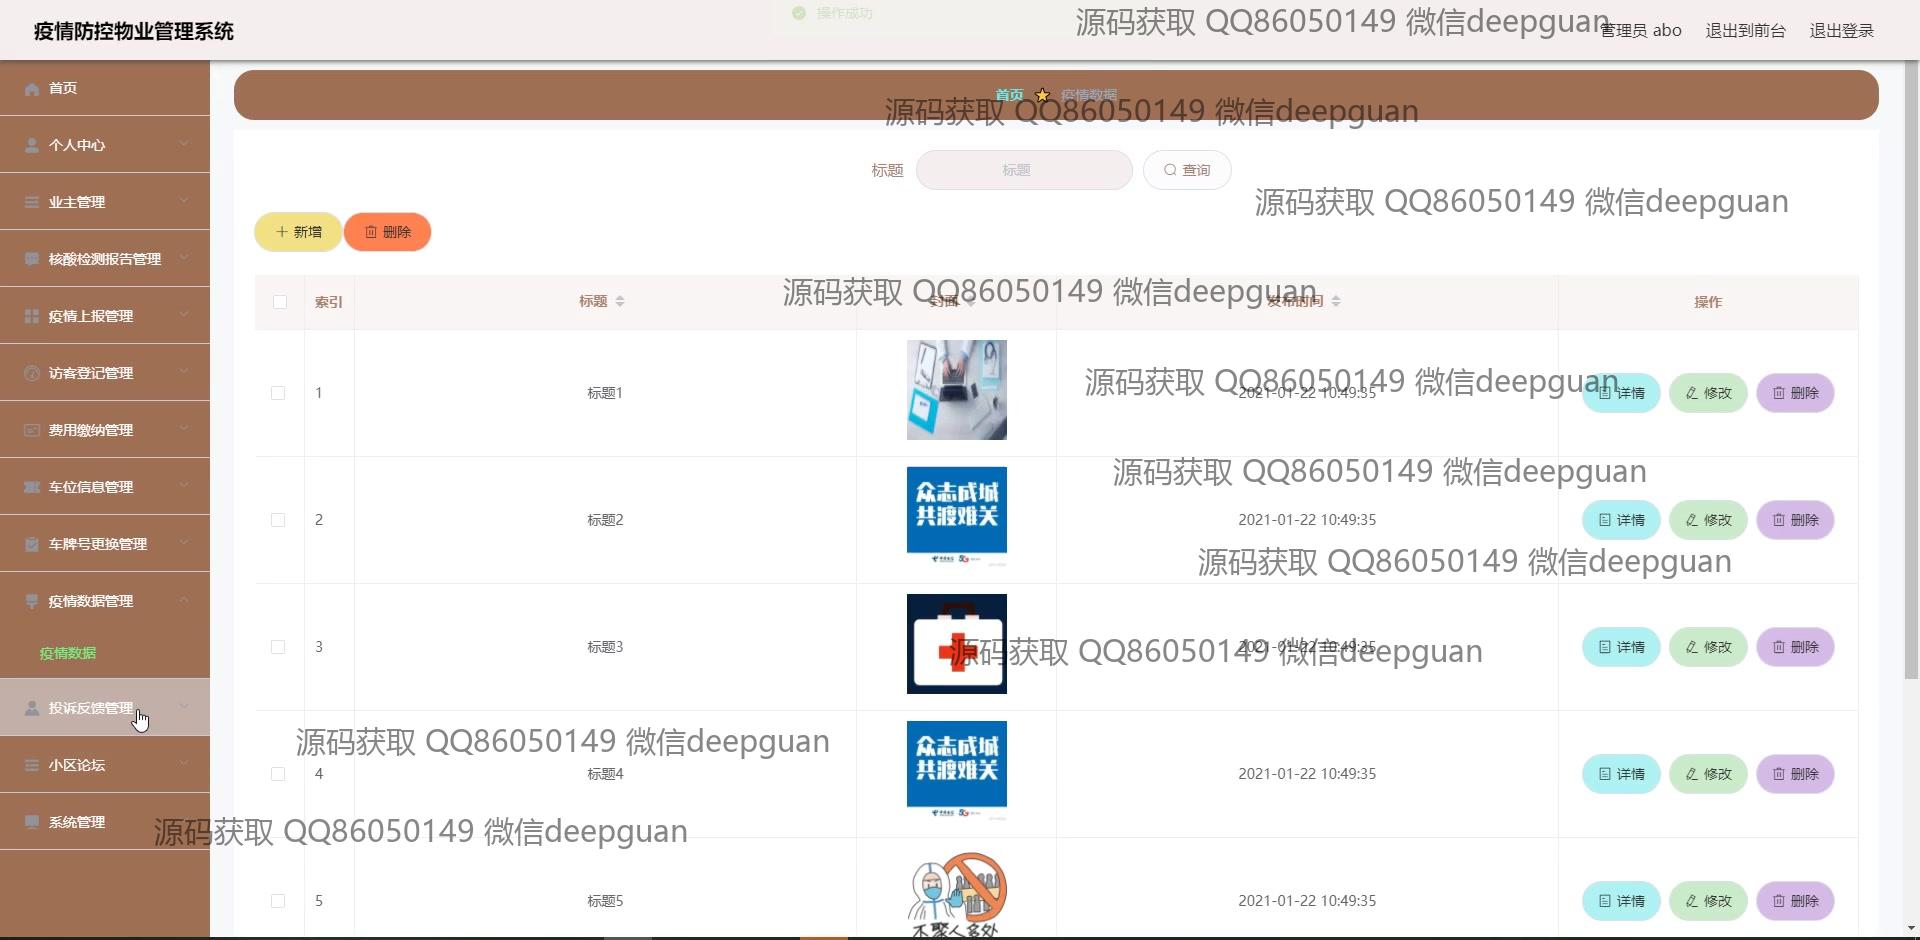 疫情防控物业管理系统
操作成功
源码获取 QQ86050149 微信deepguan
管理员 abo
退出到前台
退出登录
首页
个人中心
业主管理
核酸检测报告管理
疫情上报管理
访客登记管理
费用缴纳管理
车位信息管理
车牌号更换管理
疫情数据管理
疫情数据
投诉反馈管理
小区论坛
系统管理
首页 疫情数据
源码获取 QQ86050149 微信deepguan
标题 标题 查询
源码获取 QQ86050149 微信deepguan
新增 删除
源码获取 QQ86050149 微信deepguan
索引 标题 封面 发布时间 操作
源码获取 QQ86050149 微信deepguan
1 标题1 2021-01-22 10:49:35 详情 修改 删除
源码获取 QQ86050149 微信deepguan
众志成城
共渡难关
2 标题2 2021-01-22 10:49:35 详情 修改 删除
源码获取 QQ86050149 微信deepguan
3 标题3 2021-01-22 10:49:35 详情 修改 删除
源码获取 QQ86050149 微信deepguan
源码获取 QQ86050149 微信deepguan
众志成城
共渡难关
4 标题4 2021-01-22 10:49:35 详情 修改 删除
源码获取 QQ86050149 微信deepguan
5 标题5 2021-01-22 10:49:35 详情 修改 删除
不聚人多处